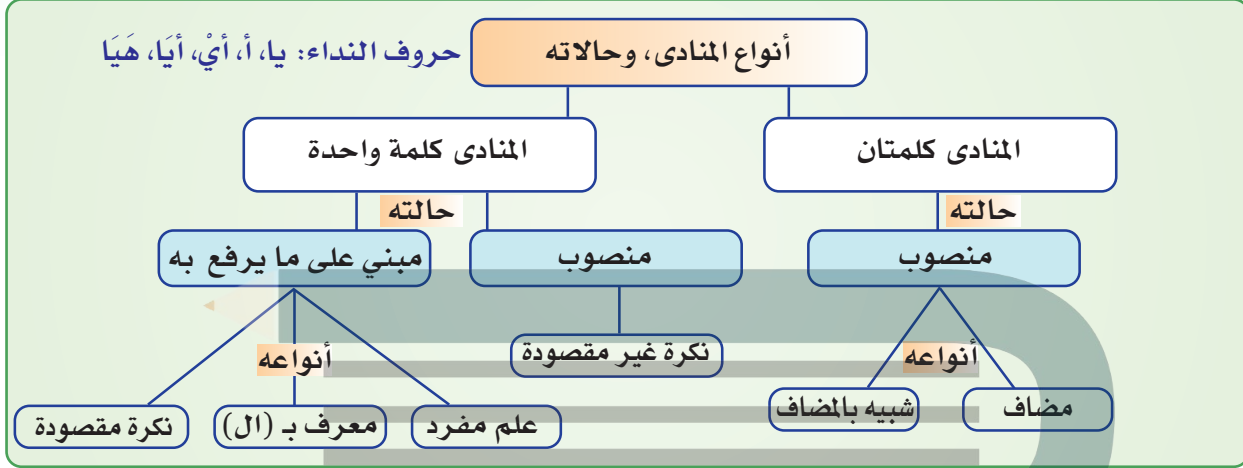 أنواع المنادى، وحالاته
حروف النداء: يا، أ، أيْ، أيَا، هَيَا
المنادى كلمتان
المنادى كلمة واحدة
حالته
حالته
منصوب
منصوب
مبني على ما يرفع به
أنواعه
نكرة غير مقصودة
أنواعه
مضاف
شبيه بالمضاف
علم مفرد
معرف بـ (ال)
نكرة مقصودة